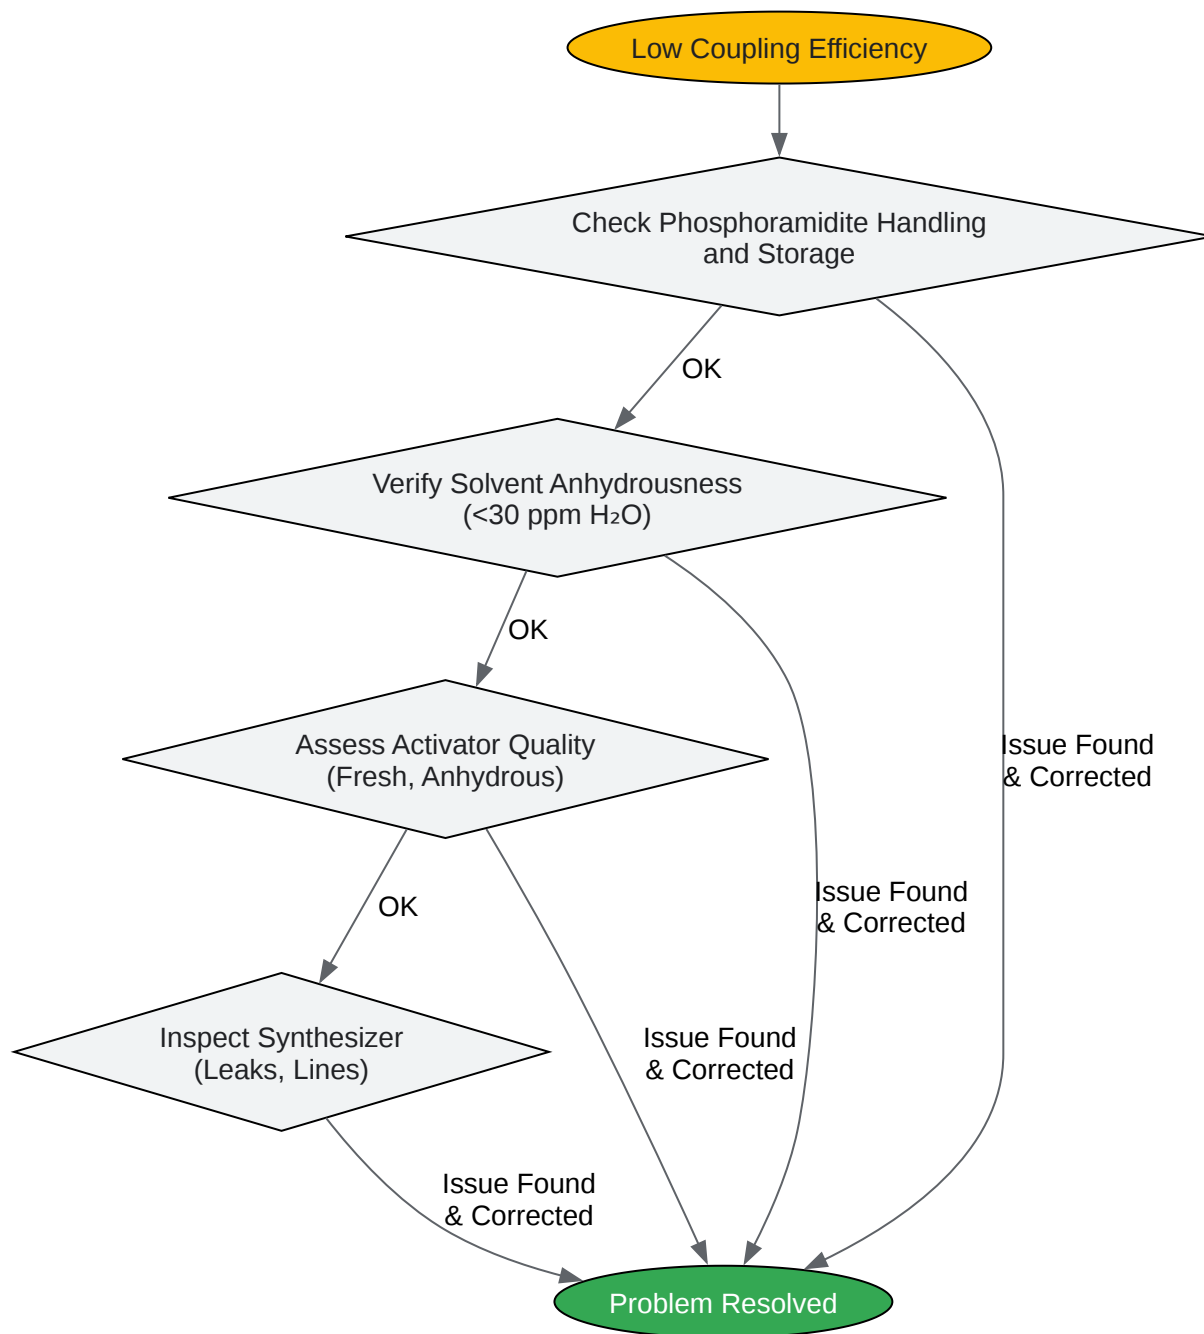 Low Coupling Efficiency
Check Phosphoramidite Handling
and Storage
OK
Verify Solvent Anhydrousness
(<30 ppm H₂O)
OK
Assess Activator Quality
(Fresh, Anhydrous)
Issue Found
& Corrected
Issue Found
& Corrected
OK
Inspect Synthesizer
(Leaks, Lines)
Issue Found
& Corrected
Issue Found
& Corrected
Problem Resolved